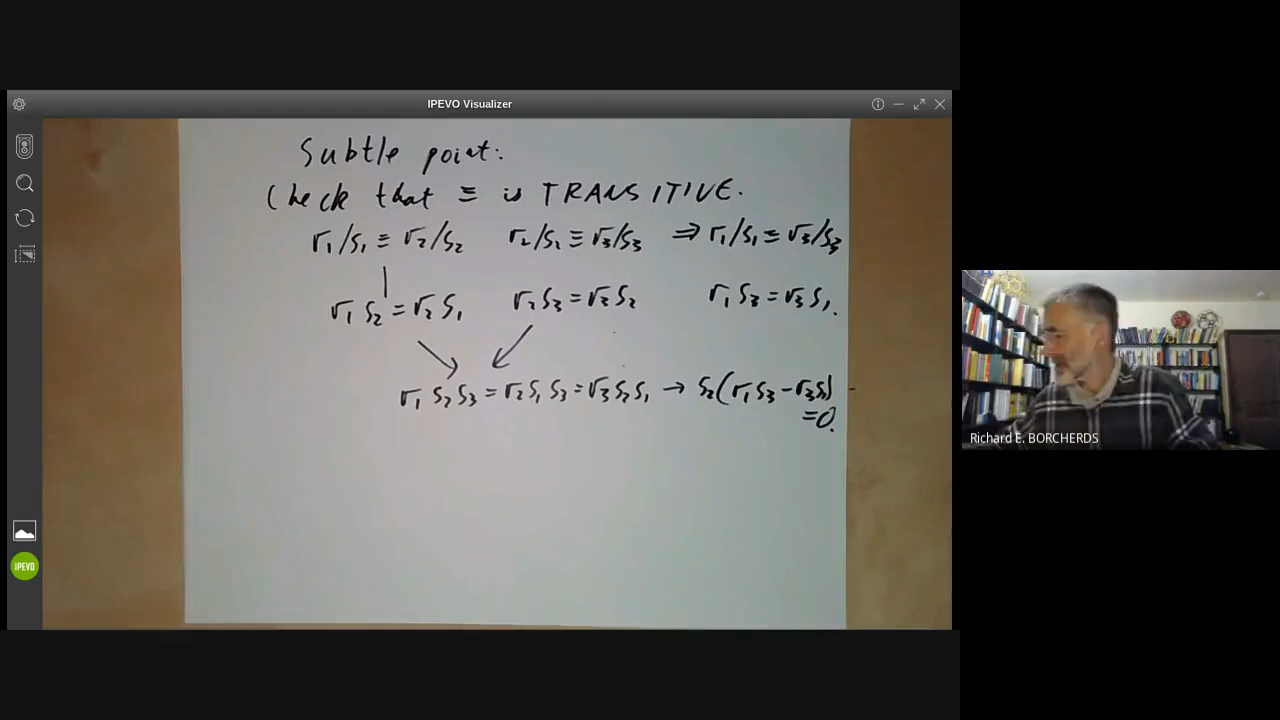 IPEVO Visualizer
Subtle point:
Check that ≡ is TRANSITIVE.
r₁/s₁ ≡ r₂/s₂ r₂/s₂ ≡ r₃/s₃ ⇒ r₁/s₁ ≡ r₃/s₃
r₁ s₂ = r₂ s₁ r₂ s₃ = r₃ s₂ r₁ s₃ = r₃ s₁.
r₁ s₂ s₃ = r₂ s₁ s₃ = r₃ s₂ s₁ → s₂(r₁ s₃ − r₃ s₁)
= 0.
Richard E. BORCHERDS
IPEVO